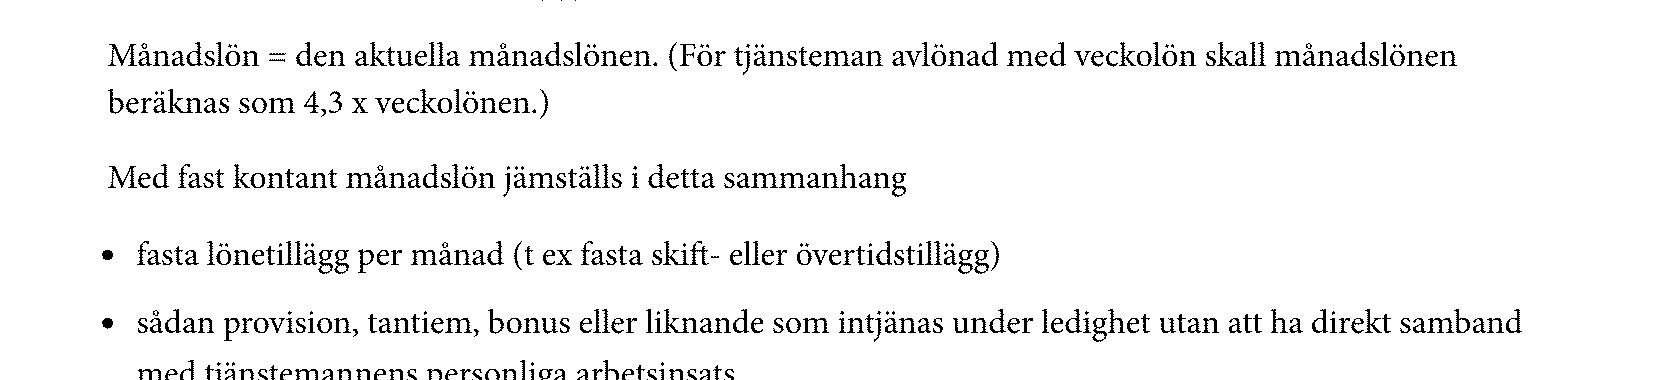 Månadslön = den aktuella månadslönen. (För tjänsteman avlönad med veckolön skall månadslönen
beräknas som 4,3 x veckolönen.)
Med fast kontant månadslön jämställs i detta sammanhang
• fasta lönetillägg per månad (t ex fasta skift- eller övertidstillägg)
• sådan provision, tantiem, bonus eller liknande som intjänas under ledighet utan att ha direkt samband
med tjänstemannens personliga arbetsinsats